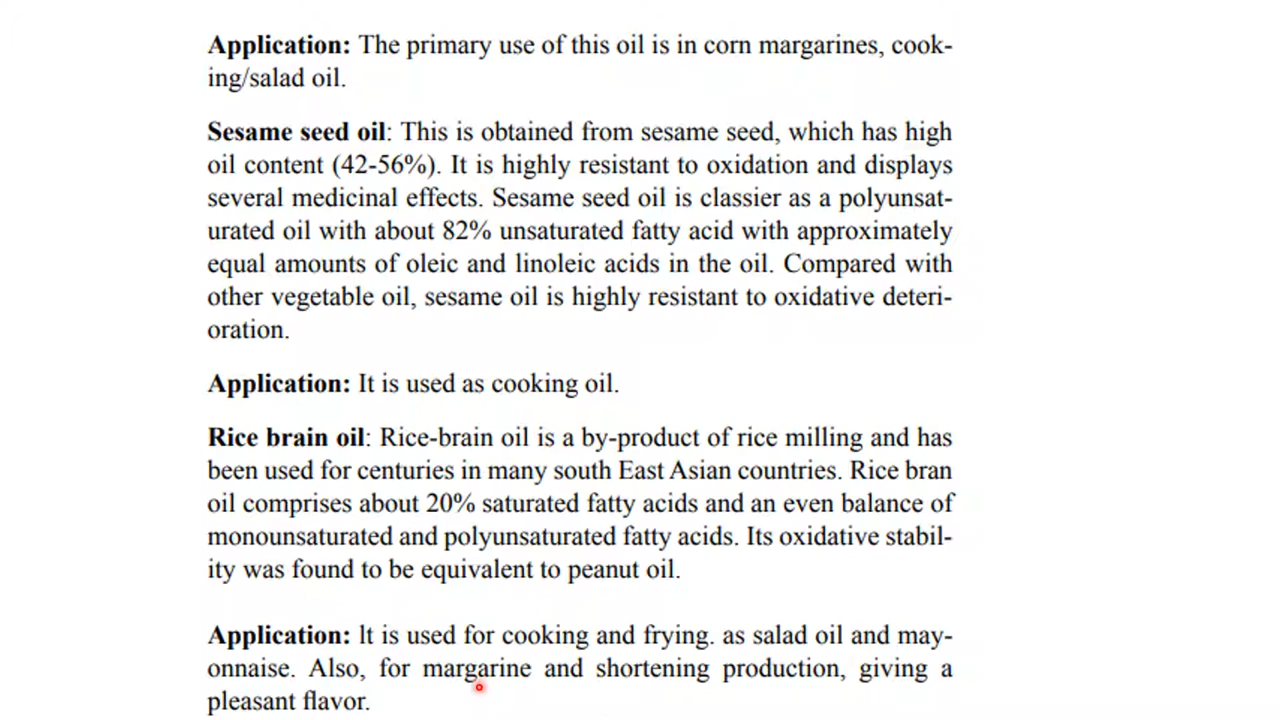 Application: The primary use of this oil is in corn margarines, cook-
ing/salad oil.
Sesame seed oil: This is obtained from sesame seed, which has high
oil content (42-56%). It is highly resistant to oxidation and displays
several medicinal effects. Sesame seed oil is classier as a polyunsat-
urated oil with about 82% unsaturated fatty acid with approximately
equal amounts of oleic and linoleic acids in the oil. Compared with
other vegetable oil, sesame oil is highly resistant to oxidative deteri-
oration.
Application: It is used as cooking oil.
Rice brain oil: Rice-brain oil is a by-product of rice milling and has
been used for centuries in many south East Asian countries. Rice bran
oil comprises about 20% saturated fatty acids and an even balance of
monounsaturated and polyunsaturated fatty acids. Its oxidative stabil-
ity was found to be equivalent to peanut oil.
Application: lt is used for cooking and frying. as salad oil and may-
onnaise. Also, for margarine and shortening production, giving a
pleasant flavor.